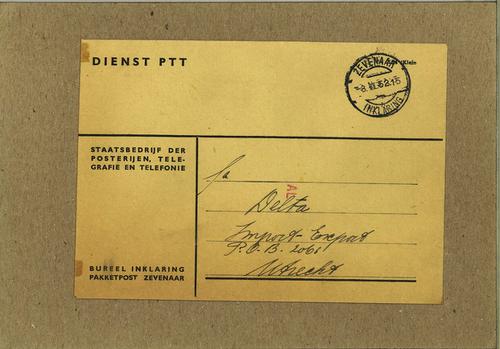 DIENST PTT
ZEVENAAR
INKLARING
STAATSBEDRIJF DER
POSTERIJEN, TELE-
GRAFIE EN TELEFONIE
BUREEL INKLARING
PAKKETPOST ZEVENAAR
fa
AL
Delta
Import-Export
P.O.B. 2061
Utrecht